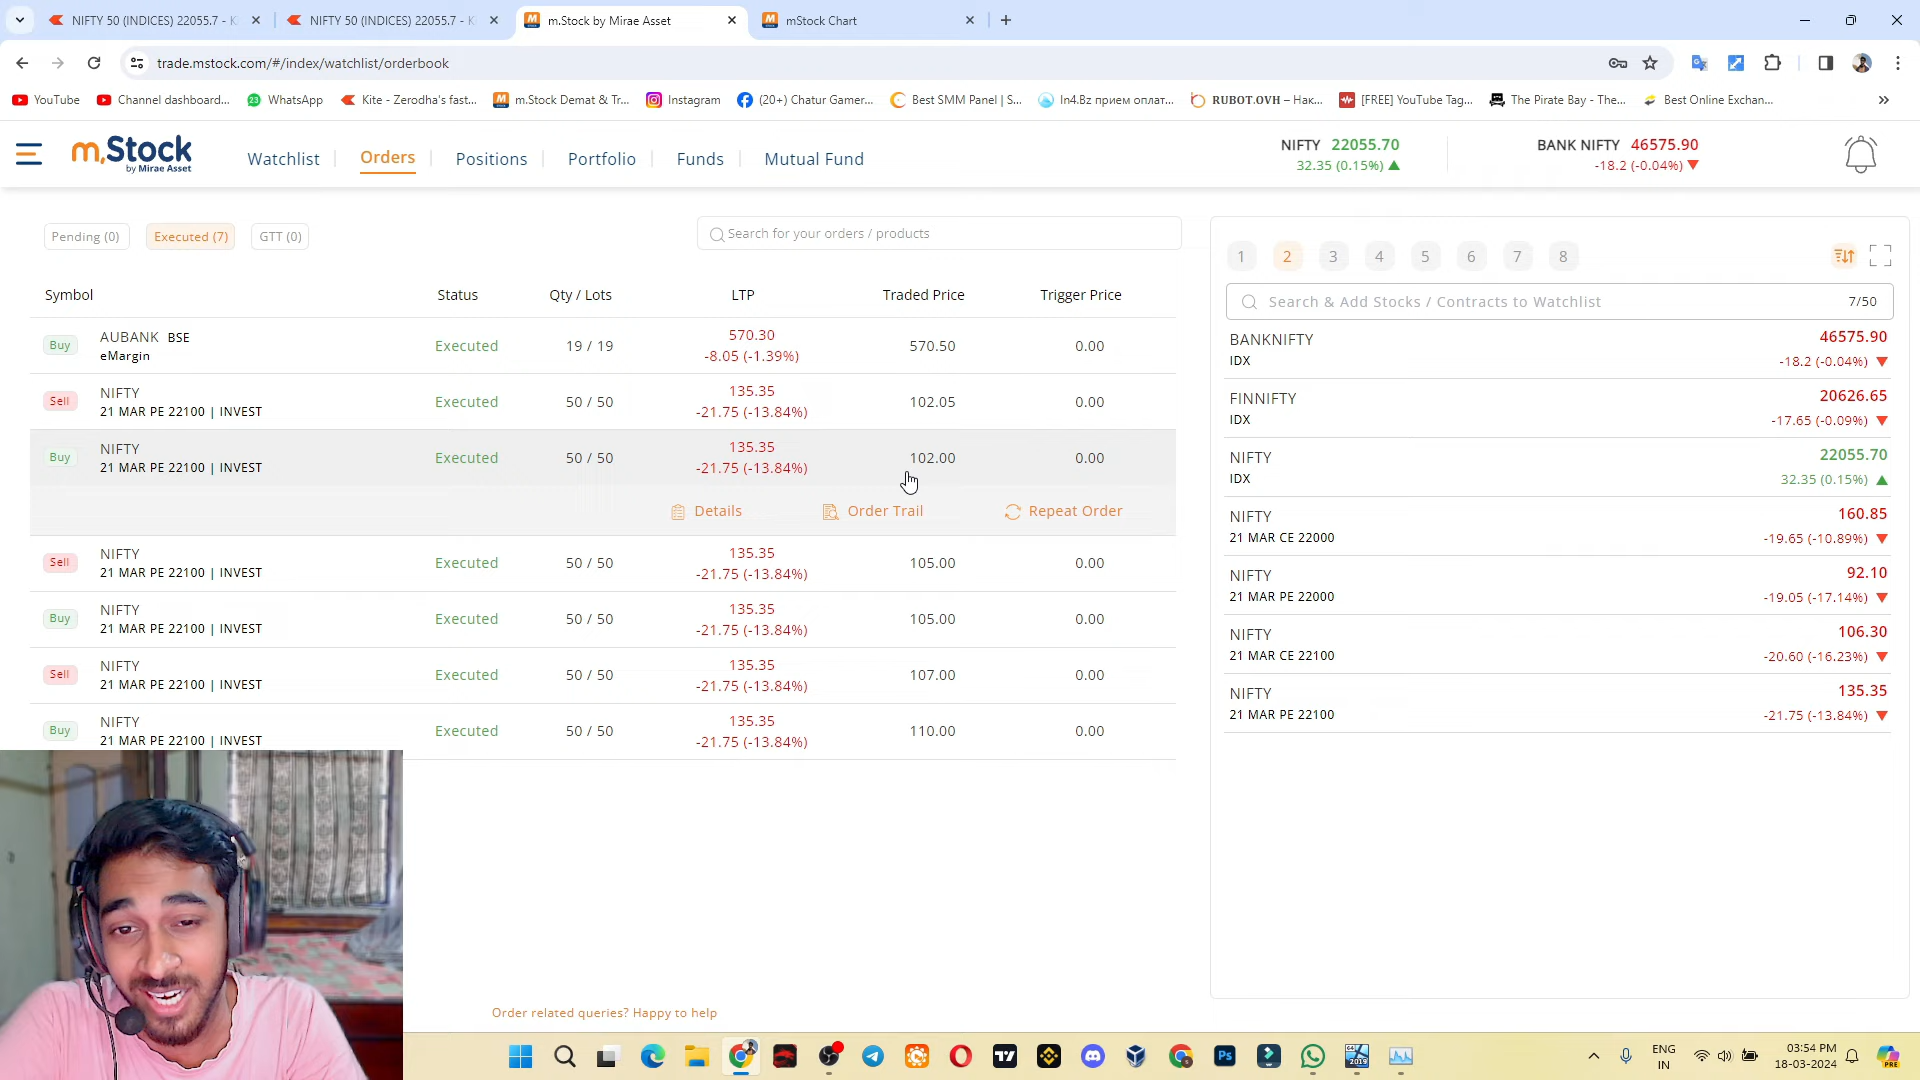 NIFTY 50 (INDICES) 22055.7 - K
NIFTY 50 (INDICES) 22055.7 - K
m.Stock by Mirae Asset
mStock Chart
trade.mstock.com/#/index/watchlist/orderbook
YouTube
Channel dashboard...
23
WhatsApp
Kite - Zerodha's fast...
m.Stock Demat & Tr...
Instagram
(20+) Chatur Gamer...
Best SMM Panel | S...
In4.Bz прием оплат...
RUBOT.OVH – Нак...
[FREE] YouTube Tag...
The Pirate Bay - The...
Best Online Exchan...
m.Stock
by Mirae Asset
Watchlist
Orders
Positions
Portfolio
Funds
Mutual Fund
NIFTY 22055.70
32.35 (0.15%)
BANK NIFTY 46575.90
-18.2 (-0.04%)
Pending (0)
Executed (7)
GTT (0)
Search for your orders / products
Symbol Status Qty / Lots LTP Traded Price Trigger Price
Buy AUBANK BSE
eMargin
Executed 19 / 19 570.30
-8.05 (-1.39%)
570.50 0.00
Sell NIFTY
21 MAR PE 22100 | INVEST
Executed 50 / 50 135.35
-21.75 (-13.84%)
102.05 0.00
Buy NIFTY
21 MAR PE 22100 | INVEST
Executed 50 / 50 135.35
-21.75 (-13.84%)
102.00 0.00
Details Order Trail Repeat Order
Sell NIFTY
21 MAR PE 22100 | INVEST
Executed 50 / 50 135.35
-21.75 (-13.84%)
105.00 0.00
Buy NIFTY
21 MAR PE 22100 | INVEST
Executed 50 / 50 135.35
-21.75 (-13.84%)
105.00 0.00
Sell NIFTY
21 MAR PE 22100 | INVEST
Executed 50 / 50 135.35
-21.75 (-13.84%)
107.00 0.00
Buy NIFTY
21 MAR PE 22100 | INVEST
Executed 50 / 50 135.35
-21.75 (-13.84%)
110.00 0.00
Order related queries? Happy to help
1 2 3 4 5 6 7 8
Search & Add Stocks / Contracts to Watchlist 7/50
BANKNIFTY 46575.90
IDX -18.2 (-0.04%)
FINNIFTY 20626.65
IDX -17.65 (-0.09%)
NIFTY 22055.70
IDX 32.35 (0.15%)
NIFTY 160.85
21 MAR CE 22000 -19.65 (-10.89%)
NIFTY 92.10
21 MAR PE 22000 -19.05 (-17.14%)
NIFTY 106.30
21 MAR CE 22100 -20.60 (-16.23%)
NIFTY 135.35
21 MAR PE 22100 -21.75 (-13.84%)
Ps
64
2019
ENG
IN
03:54 PM
18-03-2024
PRE